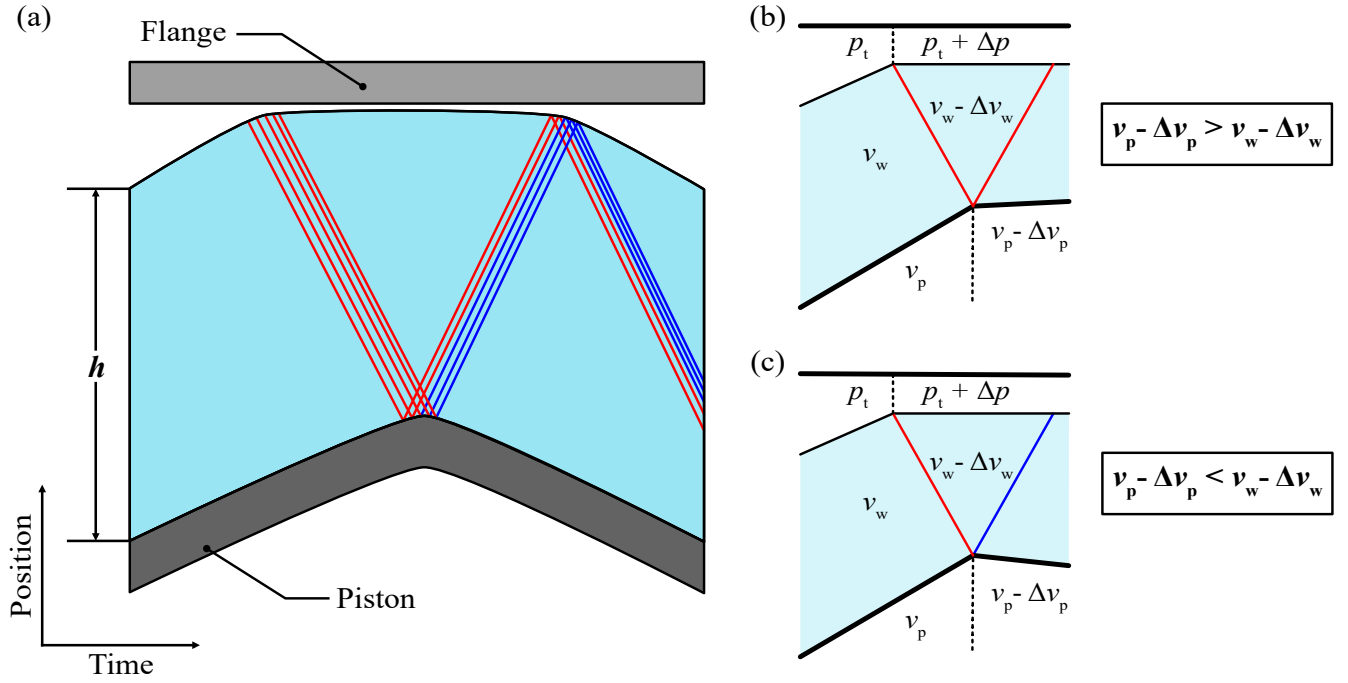 (a)
Flange
h
Piston
Position
Time
(b)
pt pt + Δp
vw - Δvw
vw
vp - Δvp
vp
vp - Δvp > vw - Δvw
(c)
pt pt + Δp
vw - Δvw
vw
vp - Δvp
vp
vp - Δvp < vw - Δvw